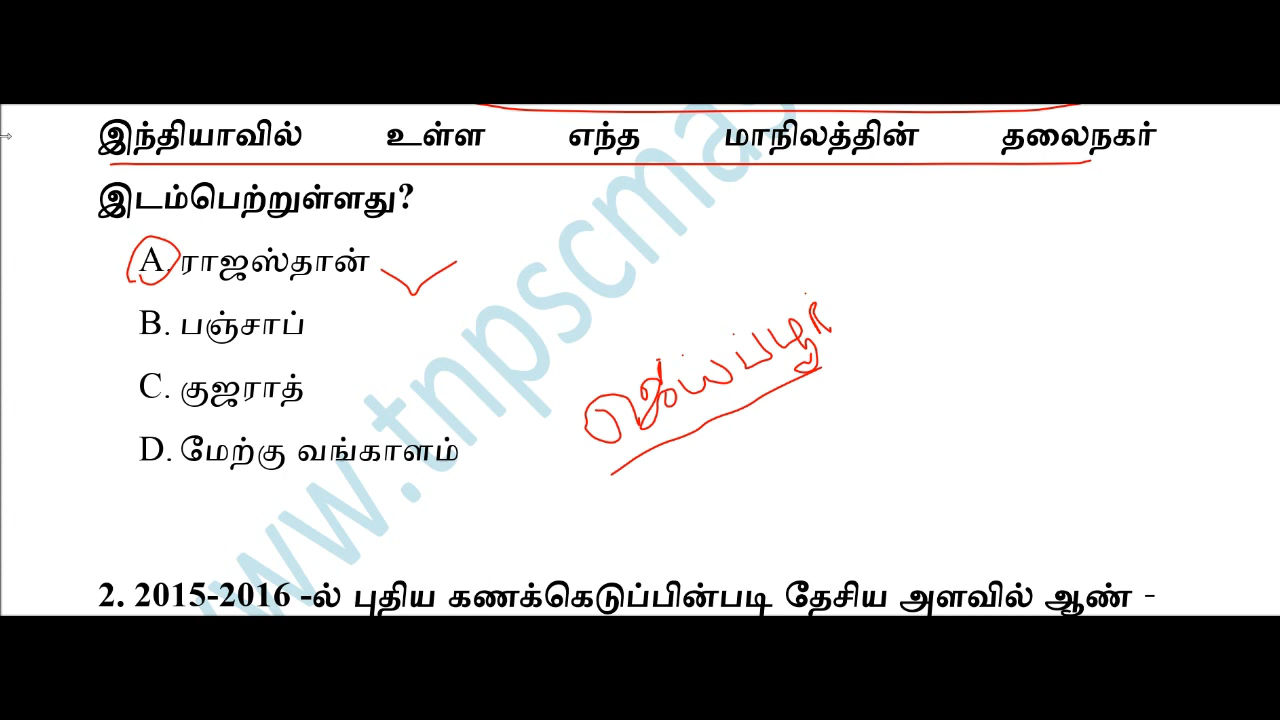 இந்தியாவில் உள்ள எந்த மாநிலத்தின் தலைநகர்
இடம்பெற்றுள்ளது?
A. ராஜஸ்தான்
B. பஞ்சாப்
C. குஜராத்
D. மேற்கு வங்காளம்
ஜெய்ப்பூர்
www.tnpscmas
2. 2015-2016 -ல் புதிய கணக்கெடுப்பின்படி தேசிய அளவில் ஆண் -